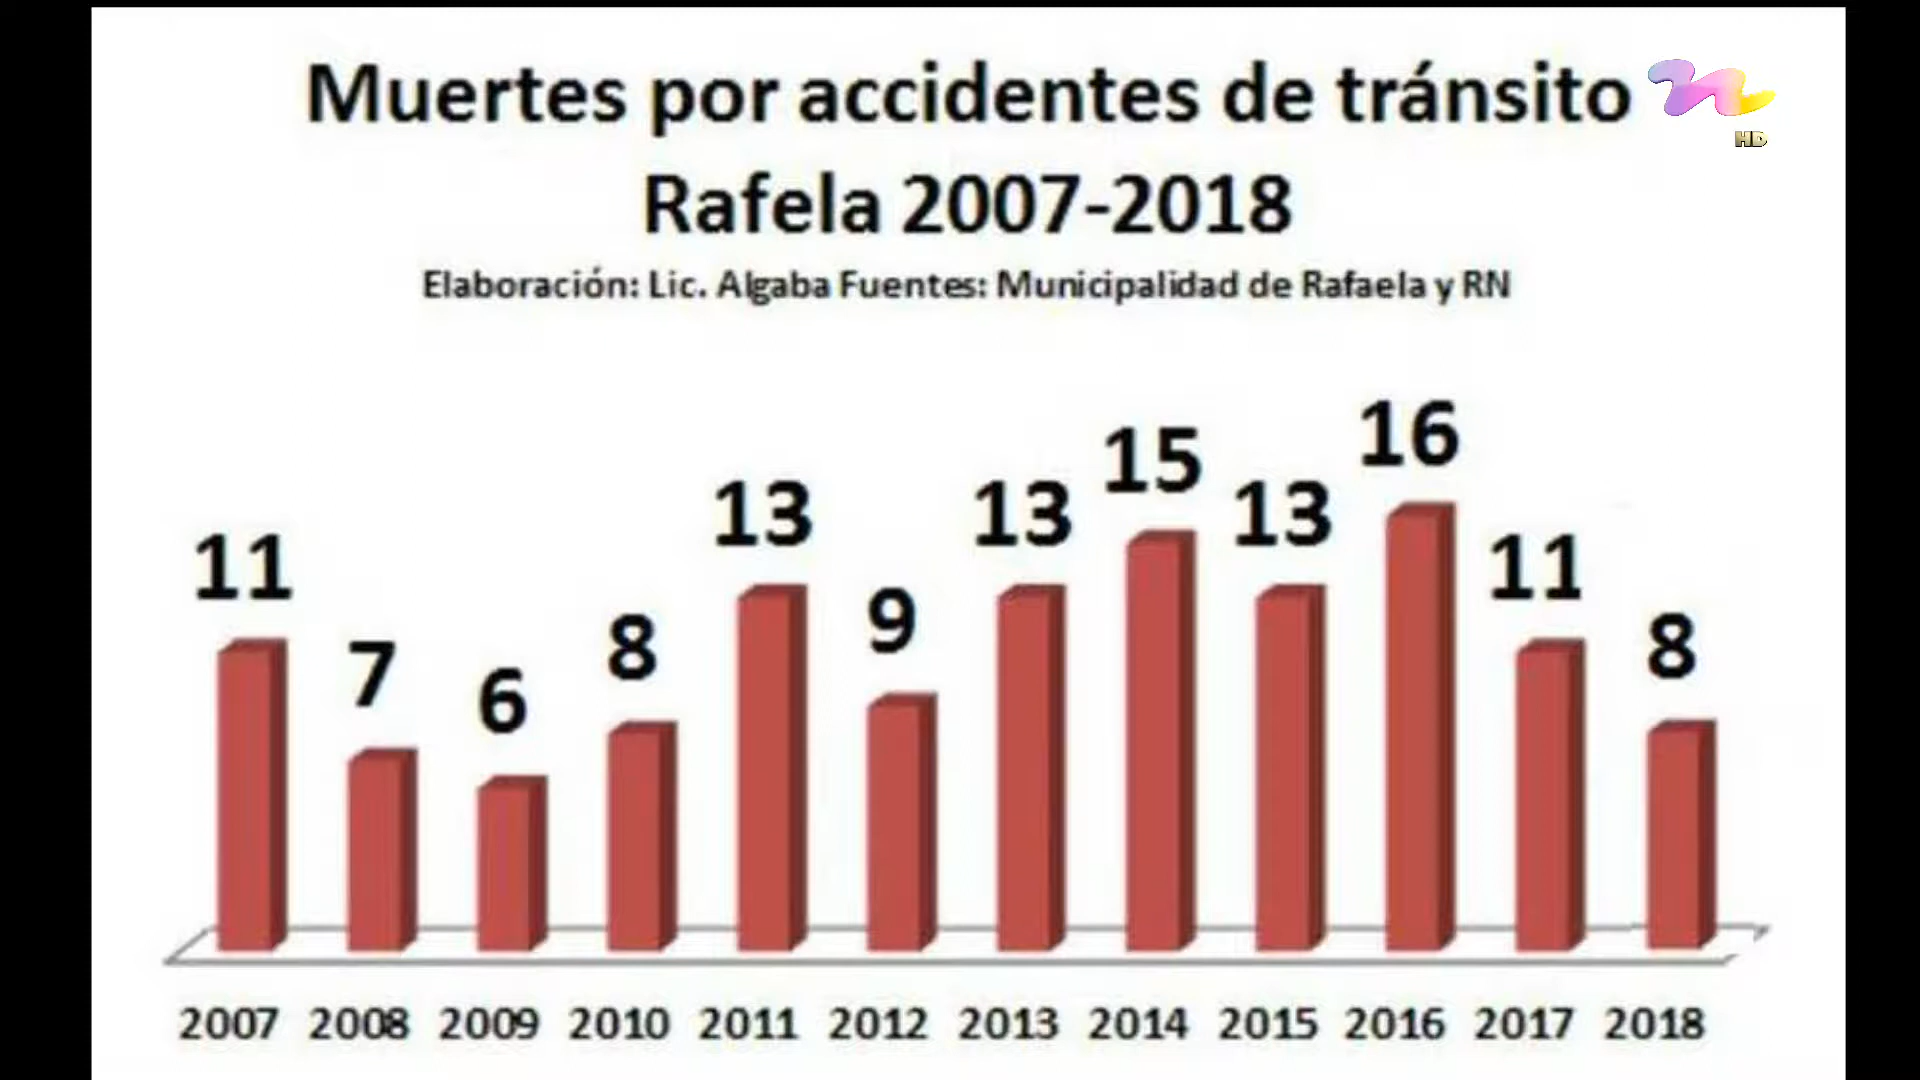 Muertes por accidentes de tránsito
HD
Rafela 2007-2018
Elaboración: Lic. Algaba Fuentes: Municipalidad de Rafaela y RN
11 7 6 8 13 9 13 15 13 16 11 8
2007 2008 2009 2010 2011 2012 2013 2014 2015 2016 2017 2018